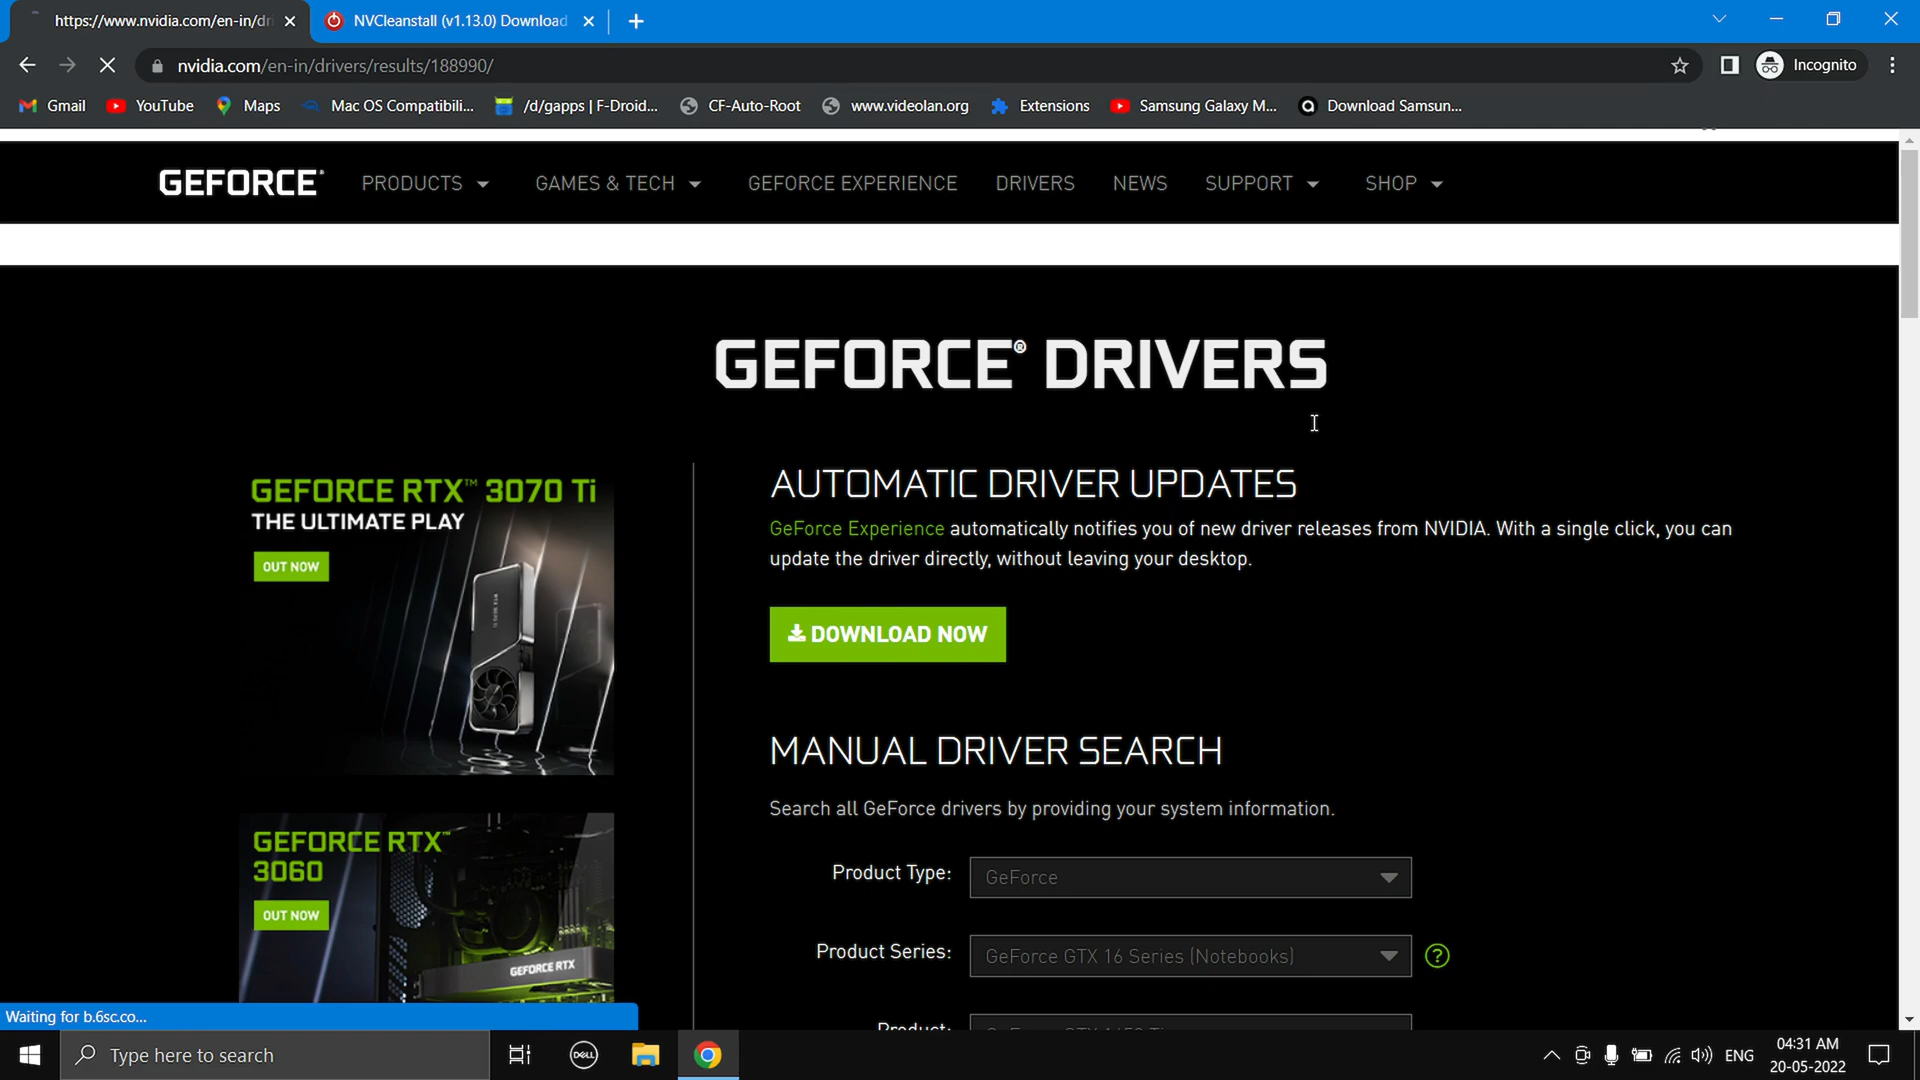 https://www.nvidia.com/en-in/dri
NVCleanstall (v1.13.0) Download
nvidia.com/en-in/drivers/results/188990/
Incognito
Gmail
YouTube
Maps
Mac OS Compatibili...
/d/gapps | F-Droid...
CF-Auto-Root
www.videolan.org
Extensions
Samsung Galaxy M...
Download Samsun...
GEFORCE
PRODUCTS
GAMES & TECH
GEFORCE EXPERIENCE
DRIVERS
NEWS
SUPPORT
SHOP
GEFORCE® DRIVERS
GEFORCE RTX™ 3070 Ti
THE ULTIMATE PLAY
OUT NOW
AUTOMATIC DRIVER UPDATES
GeForce Experience automatically notifies you of new driver releases from NVIDIA. With a single click, you can
update the driver directly, without leaving your desktop.
DOWNLOAD NOW
MANUAL DRIVER SEARCH
Search all GeForce drivers by providing your system information.
GEFORCE RTX™
3060
OUT NOW
GEFORCE RTX
Product Type:
GeForce
Product Series:
GeForce GTX 16 Series (Notebooks)
?
Product:
Waiting for b.6sc.co...
Type here to search
DELL
ENG
04:31 AM
20-05-2022